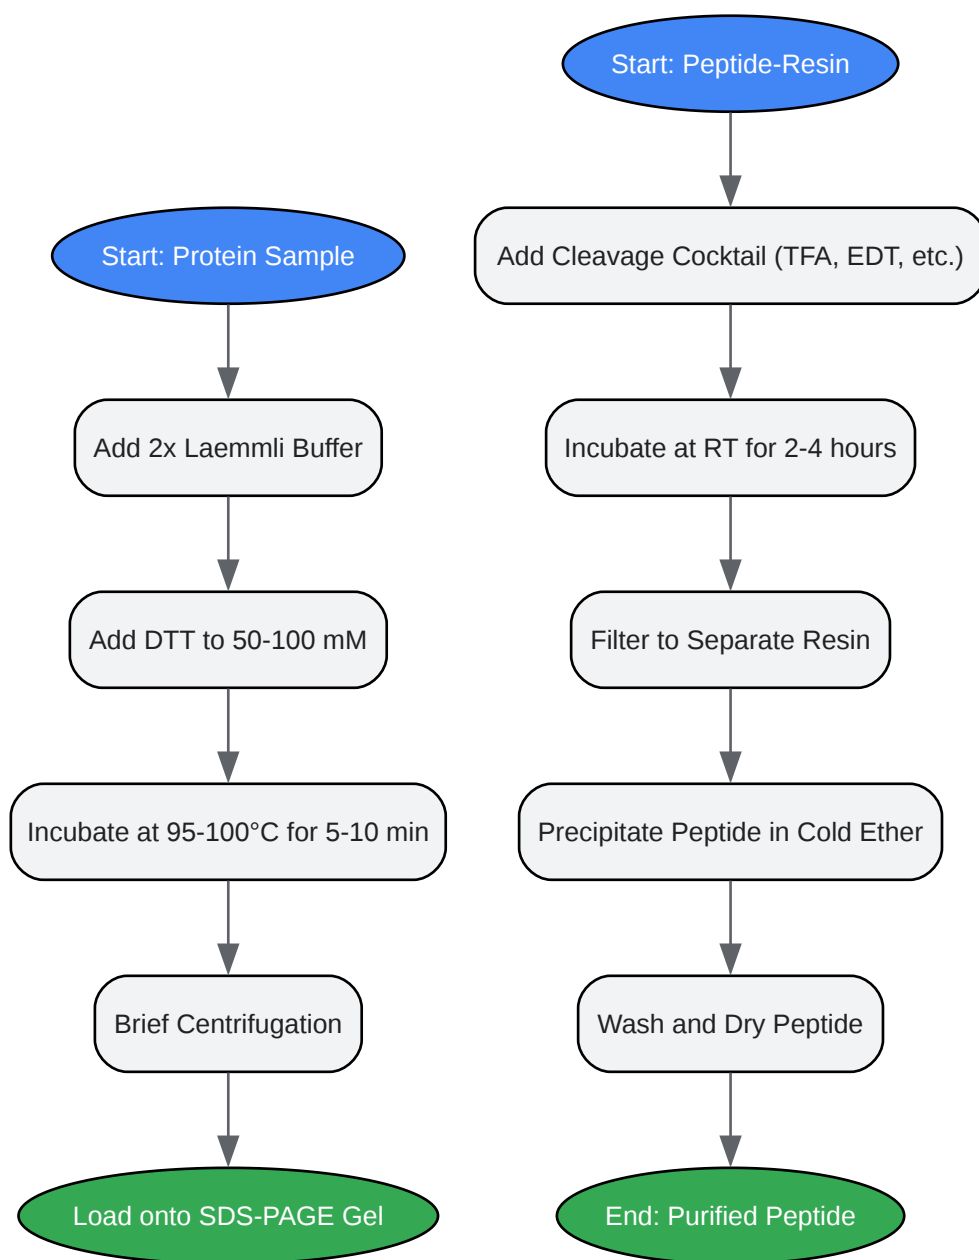 Start: Protein Sample
Add 2x Laemmli Buffer
Add DTT to 50-100 mM
Incubate at 95-100°C for 5-10 min
Brief Centrifugation
Load onto SDS-PAGE Gel
Start: Peptide-Resin
Add Cleavage Cocktail (TFA, EDT, etc.)
Incubate at RT for 2-4 hours
Filter to Separate Resin
Precipitate Peptide in Cold Ether
Wash and Dry Peptide
End: Purified Peptide